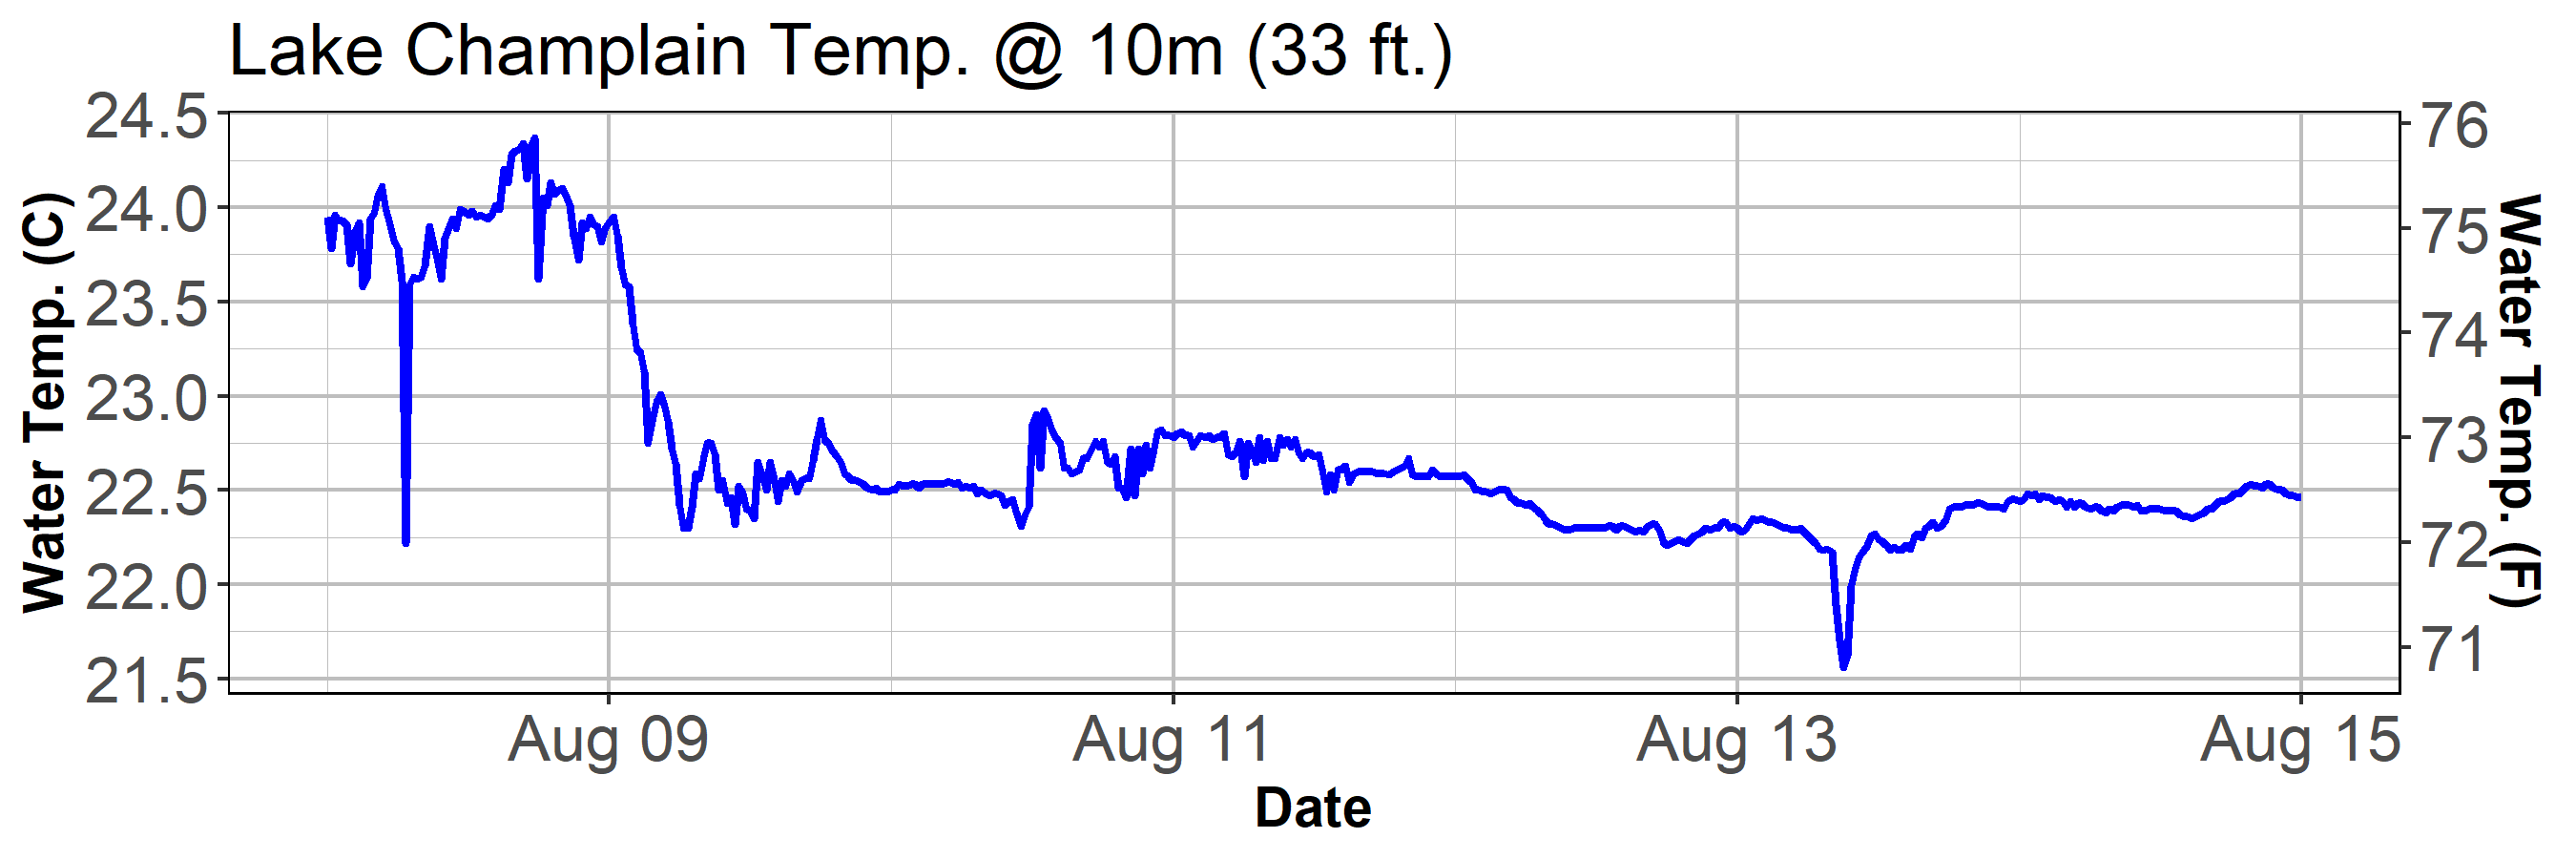 Lake Champlain Temp. @ 10m (33 ft.)
Water Temp. (C)
24.5
24.0
23.5
23.0
22.5
22.0
21.5
76
75
74
73
72
71
Water Temp. (F)
Aug 09
Aug 11
Aug 13
Aug 15
Date